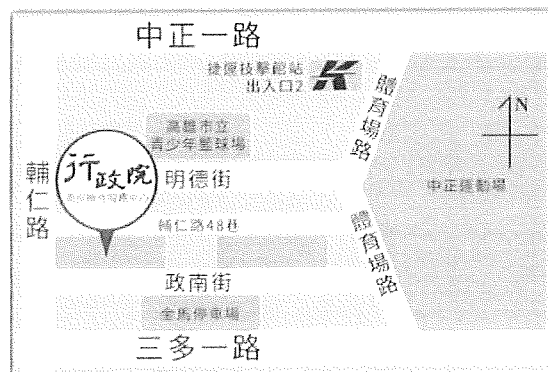 中正一路
捷運技擊館站
出入口2
體育場路
N
高雄市立
青少年籃球場
行政院
明德街
輔仁路
中正運動場
輔仁路48巷
體育場路
政南街
金馬停車場
三多一路